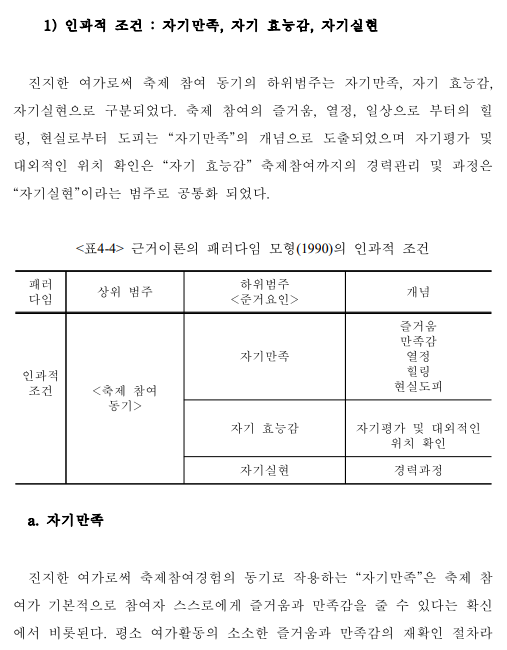 1) 인과적 조건 : 자기만족, 자기 효능감, 자기실현
진지한 여가로써 축제 참여 동기의 하위범주는 자기만족, 자기 효능감,
자기실현으로 구분되었다. 축제 참여의 즐거움, 열정, 일상으로 부터의 힐
링, 현실로부터 도피는 “자기만족”의 개념으로 도출되었으며 자기평가 및
대외적인 위치 확인은 “자기 효능감” 축제참여까지의 경력관리 및 과정은
“자기실현”이라는 범주로 공통화 되었다.
<표4-4> 근거이론의 패러다임 모형(1990)의 인과적 조건
패러
다임
상위 범주
하위범주
<준거요인>
개념
인과적
조건
<축제 참여
동기>
자기만족
즐거움
만족감
열정
힐링
현실도피
자기 효능감
자기평가 및 대외적인
위치 확인
자기실현
경력과정
a. 자기만족
진지한 여가로써 축제참여경험의 동기로 작용하는 “자기만족”은 축제 참
여가 기본적으로 참여자 스스로에게 즐거움과 만족감을 줄 수 있다는 확신
에서 비롯된다. 평소 여가활동의 소소한 즐거움과 만족감의 재확인 절차라